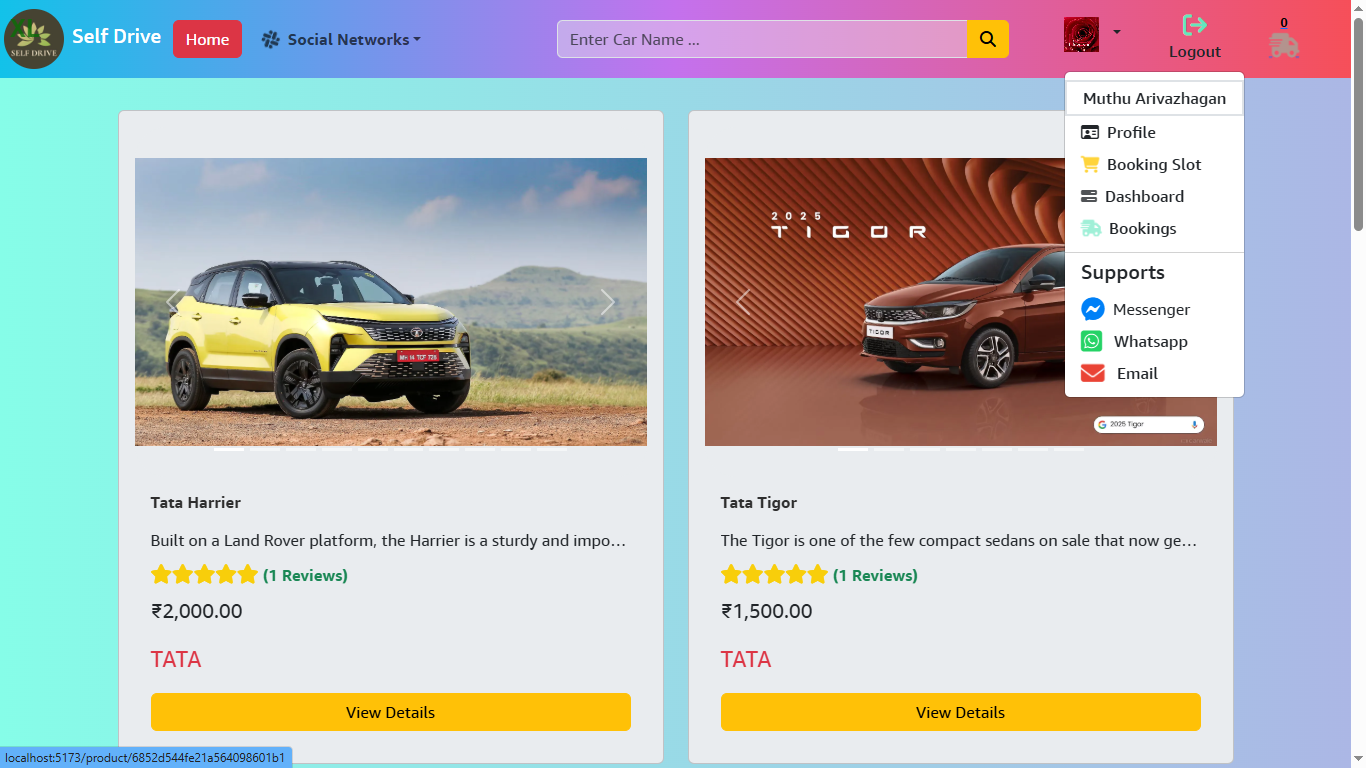 SELF DRIVE
Self Drive
Home
Social Networks
Enter Car Name ...
Logout
0
Muthu Arivazhagan
Profile
Booking Slot
Dashboard
Bookings
Supports
Messenger
Whatsapp
Email
2025
TIGOR
TIGOR
2025 Tigor
Tata Harrier
Built on a Land Rover platform, the Harrier is a sturdy and impo...
(1 Reviews)
₹2,000.00
TATA
View Details
Tata Tigor
The Tigor is one of the few compact sedans on sale that now ge...
(1 Reviews)
₹1,500.00
TATA
View Details
localhost:5173/product/6852d544fe21a564098601b1